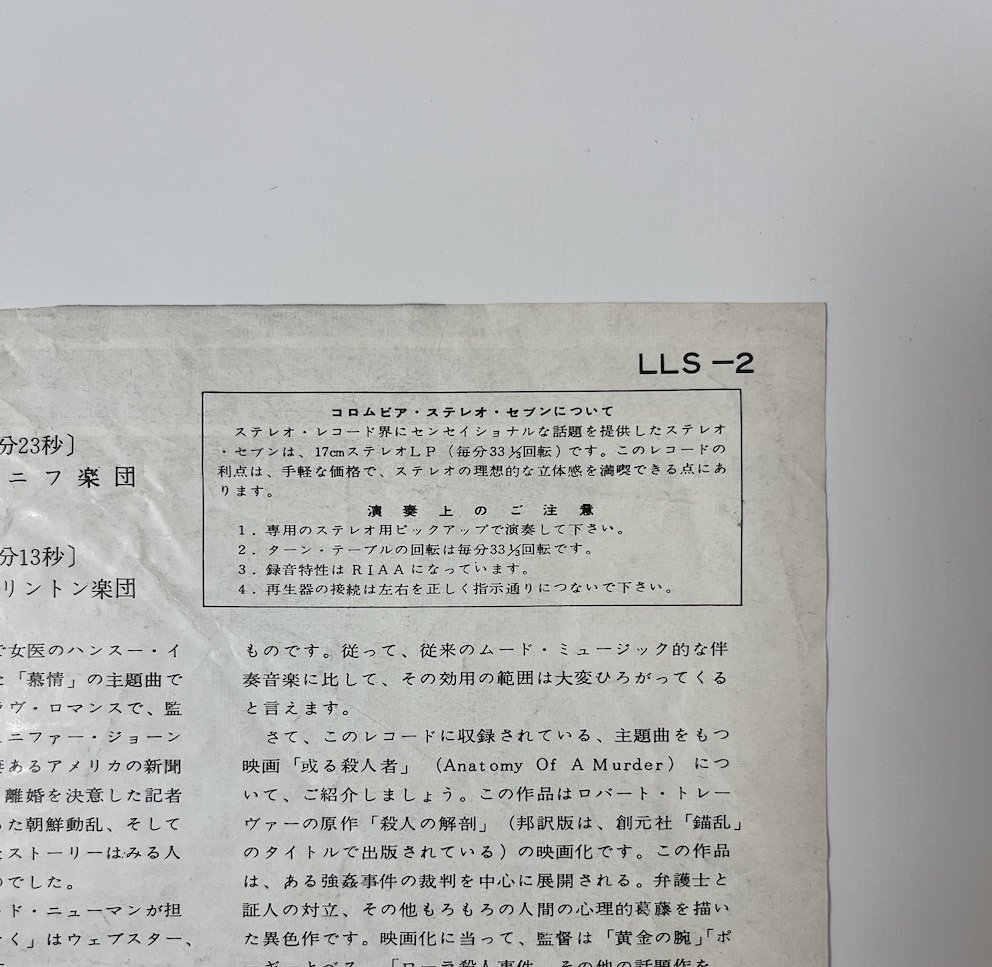 LLS-2
コロムビア・ステレオ・セブンについて
ステレオ・レコード界にセンセイショナルな話題を提供したステレオ
・セブンは、17㎝ステレオLP(毎分33⅓回転)です。このレコードの
利点は、手軽な価格で、ステレオの理想的な立体感を満喫できる点にあ
ります。
演奏上のご注意
1.専用のステレオ用ピックアップで演奏して下さい。
2.ターン・テーブルの回転は毎分33⅓回転です。
3.録音特性はRIAAになっています。
4.再生器の接続は左右を正しく指示通りにつないで下さい。
分23秒〕
ニフ楽団
分13秒〕
リントン楽団
で女医のハンスー・イ
「慕情」の主題曲で
ラヴ・ロマンスで、監
ェニファー・ジョーン
妻あるアメリカの新聞
離婚を決意した記者
った朝鮮動乱、そして
ストーリーはみる人
のでした。
ド・ニューマンが担
く」はウェブスター、
ものです。従って、従来のムード・ミュージック的な伴
奏音楽に比して、その効用の範囲は大変ひろがってくる
と言えます。
さて、このレコードに収録されている、主題曲をもつ
映画「或る殺人者」(Anatomy Of A Murder) につ
いて、ご紹介しましょう。この作品はロバート・トレー
ヴァーの原作「殺人の解剖」(邦訳版は、創元社「錨乱」
のタイトルで出版されている)の映画化です。この作品
は、ある強姦事件の裁判を中心に展開される。弁護士と
証人の対立、その他もろもろの人間の心理的葛藤を描い
た異色作です。映画化に当って、監督は「黄金の腕」「ポ
ギーとベス」「ローラ殺人事件、その他の話題作を